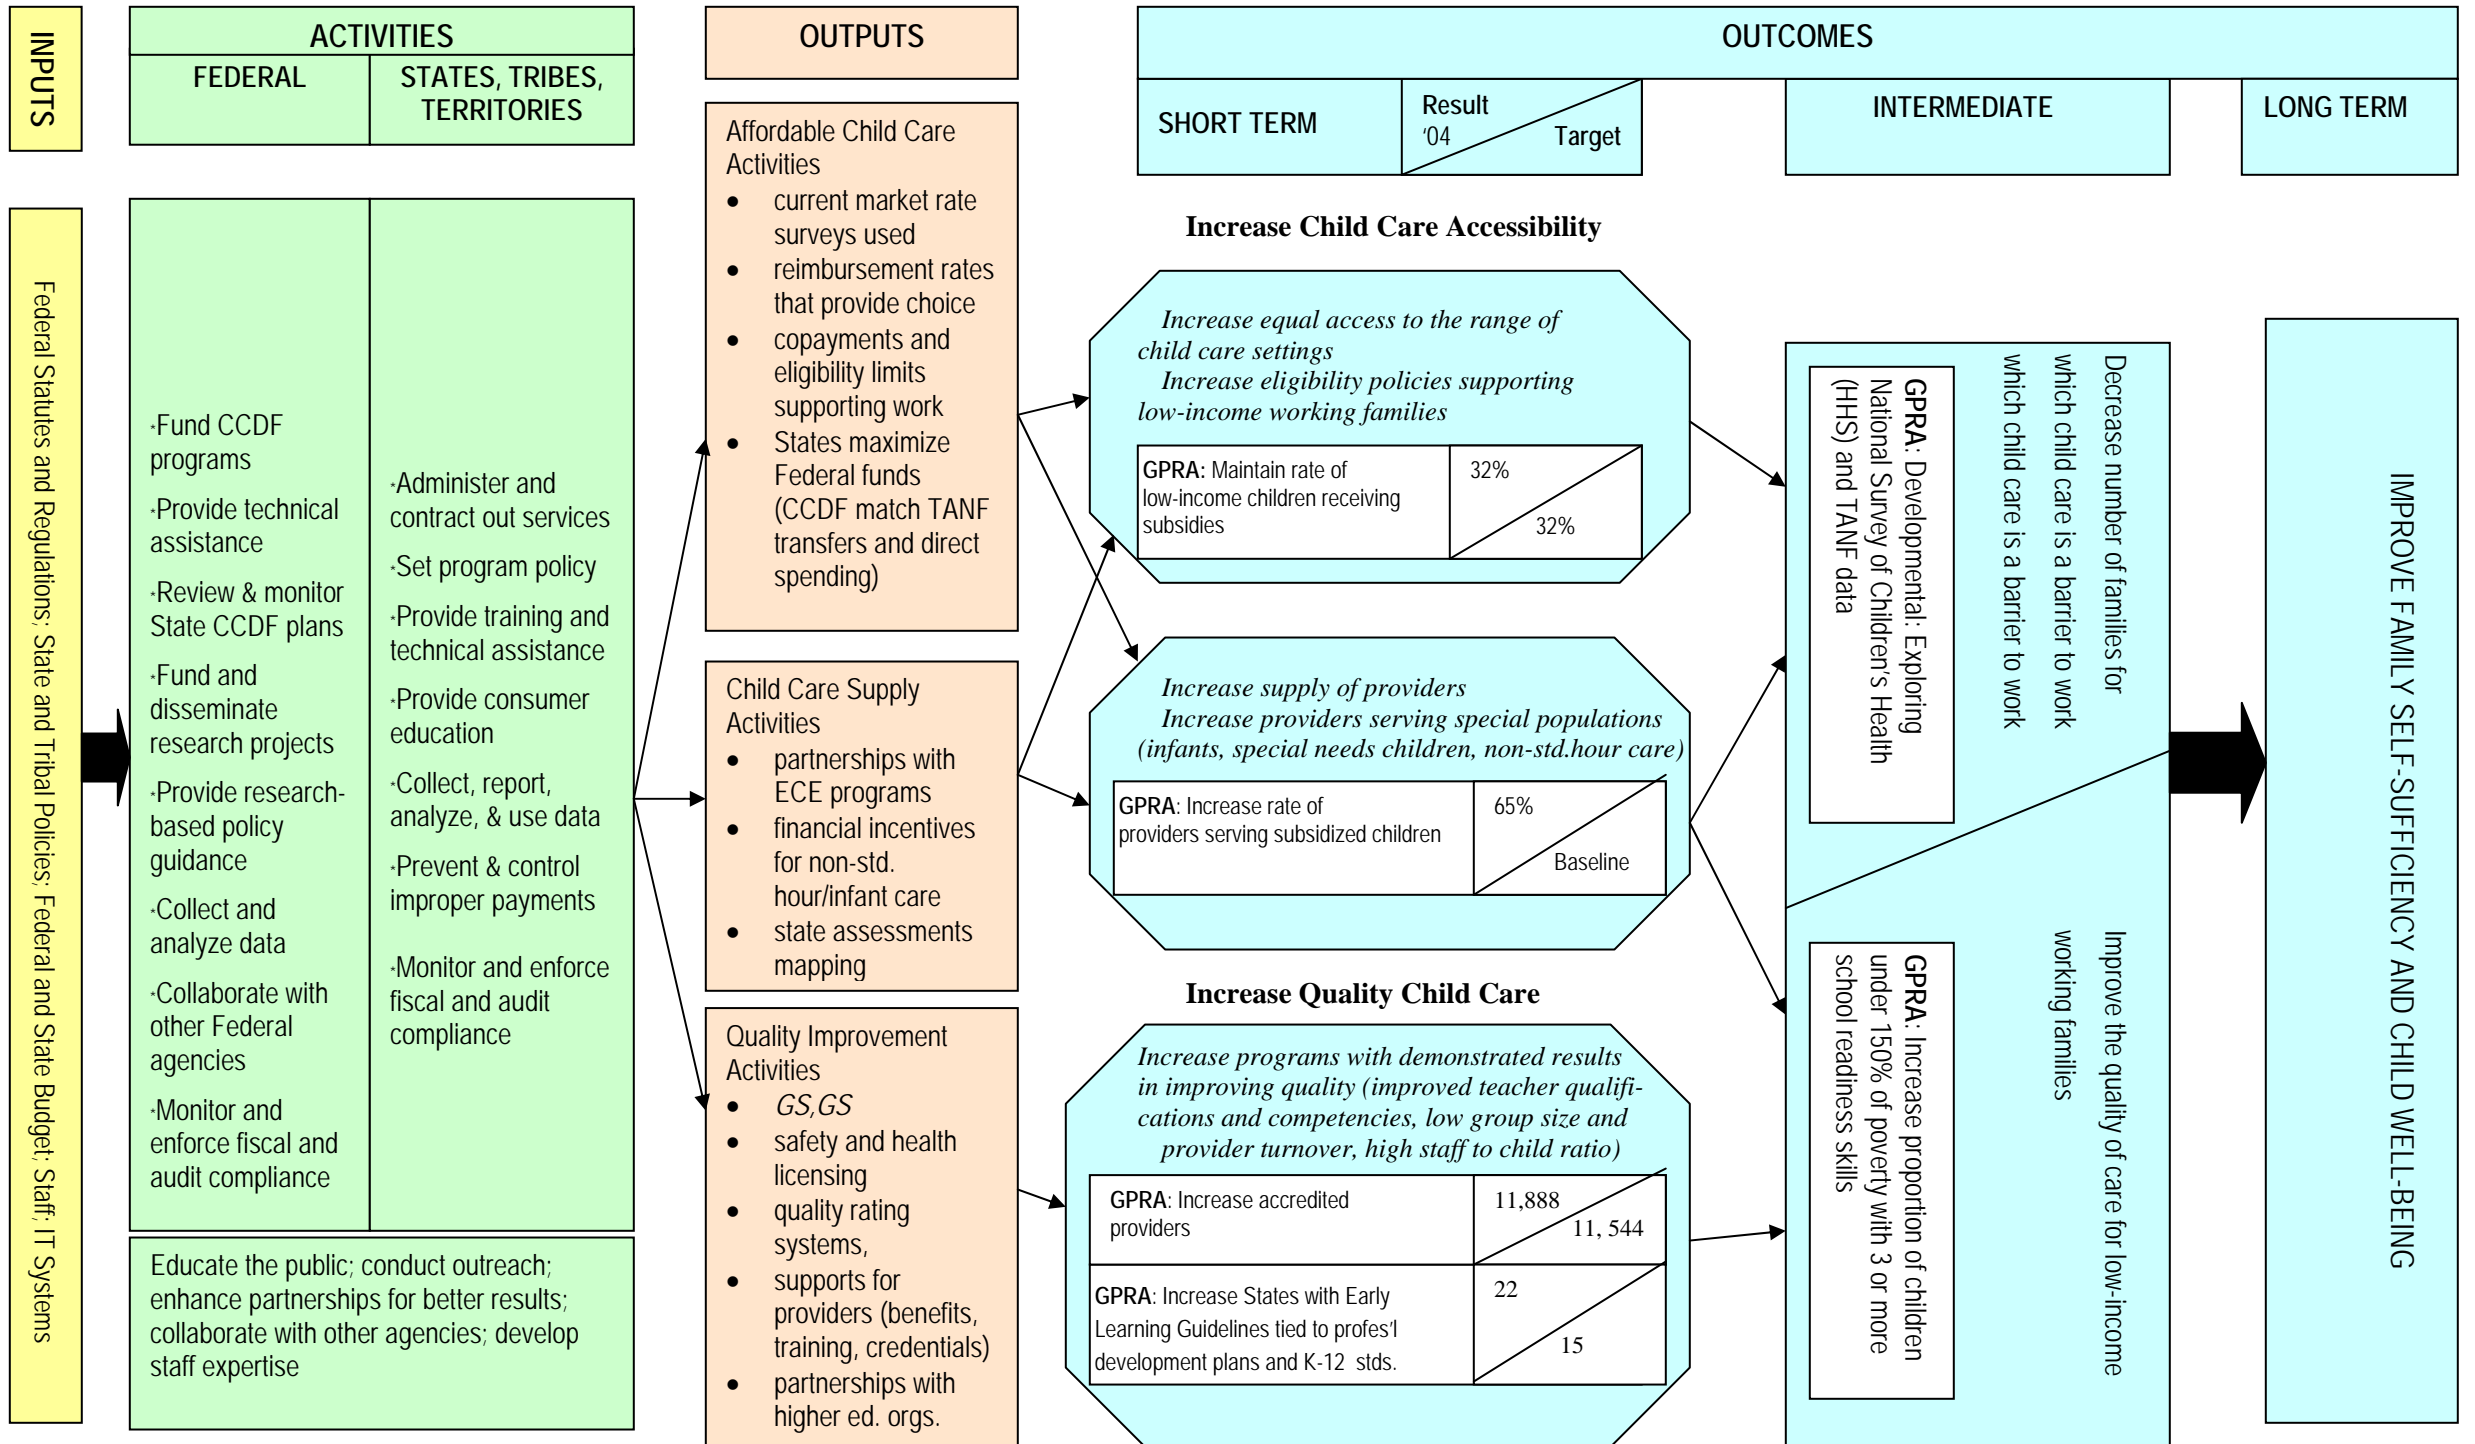 INPUTS
ACTIVITIES
FEDERAL
STATES, TRIBES,
TERRITORIES
OUTPUTS
OUTCOMES
SHORT TERM
Result
'04
Target
INTERMEDIATE
LONG TERM
Federal Statutes and Regulations; State and Tribal Policies; Federal and State Budget; Staff; IT Systems
*Fund CCDF
programs
*Provide technical
assistance
*Review & monitor
State CCDF plans
*Fund and
disseminate
research projects
*Provide research-
based policy
guidance
*Collect and
analyze data
*Collaborate with
other Federal
agencies
*Monitor and
enforce fiscal and
audit compliance
*Administer and
contract out services
*Set program policy
*Provide training and
technical assistance
*Provide consumer
education
*Collect, report,
analyze, & use data
*Prevent & control
improper payments
*Monitor and enforce
fiscal and audit
compliance
Educate the public; conduct outreach;
enhance partnerships for better results;
collaborate with other agencies; develop
staff expertise
Affordable Child Care
Activities
• current market rate
surveys used
• reimbursement rates
that provide choice
• copayments and
eligibility limits
supporting work
• States maximize
Federal funds
(CCDF match TANF
transfers and direct
spending)
Child Care Supply
Activities
• partnerships with
ECE programs
• financial incentives
for non-std.
hour/infant care
• state assessments
mapping
Quality Improvement
Activities
• GS,GS
• safety and health
licensing
• quality rating
systems,
• supports for
providers (benefits,
training, credentials)
• partnerships with
higher ed. orgs.
Increase Child Care Accessibility
Increase equal access to the range of
child care settings
Increase eligibility policies supporting
low-income working families
GPRA: Maintain rate of
low-income children receiving
subsidies
32%
32%
Increase supply of providers
Increase providers serving special populations
(infants, special needs children, non-std.hour care)
GPRA: Increase rate of
providers serving subsidized children
65%
Baseline
Increase Quality Child Care
Increase programs with demonstrated results
in improving quality (improved teacher qualifi-
cations and competencies, low group size and
provider turnover, high staff to child ratio)
GPRA: Increase accredited
providers
11,888
11, 544
GPRA: Increase States with Early
Learning Guidelines tied to profes'l
development plans and K-12 stds.
22
15
Decrease number of families for
which child care is a barrier to work
which child care is a barrier to work
GPRA: Developmental: Exploring
National Survey of Children's Health
(HHS) and TANF data
Improve the quality of care for low-income
working families
GPRA: Increase proportion of children
under 150% of poverty with 3 or more
school readiness skills
IMPROVE FAMILY SELF-SUFFICIENCY AND CHILD WELL-BEING